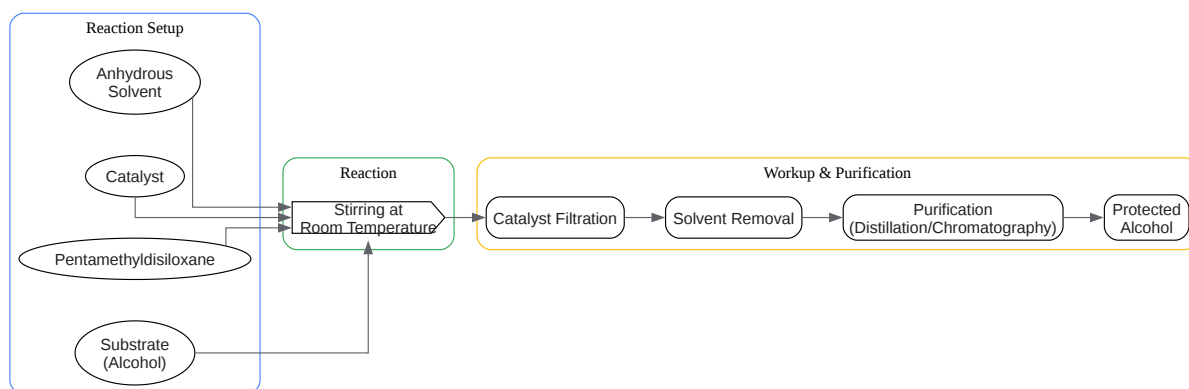 Reaction Setup
Anhydrous
Solvent
Catalyst
Pentamethyldisiloxane
Substrate
(Alcohol)
Reaction
Stirring at
Room Temperature
Workup & Purification
Catalyst Filtration
Solvent Removal
Purification
(Distillation/Chromatography)
Protected
Alcohol